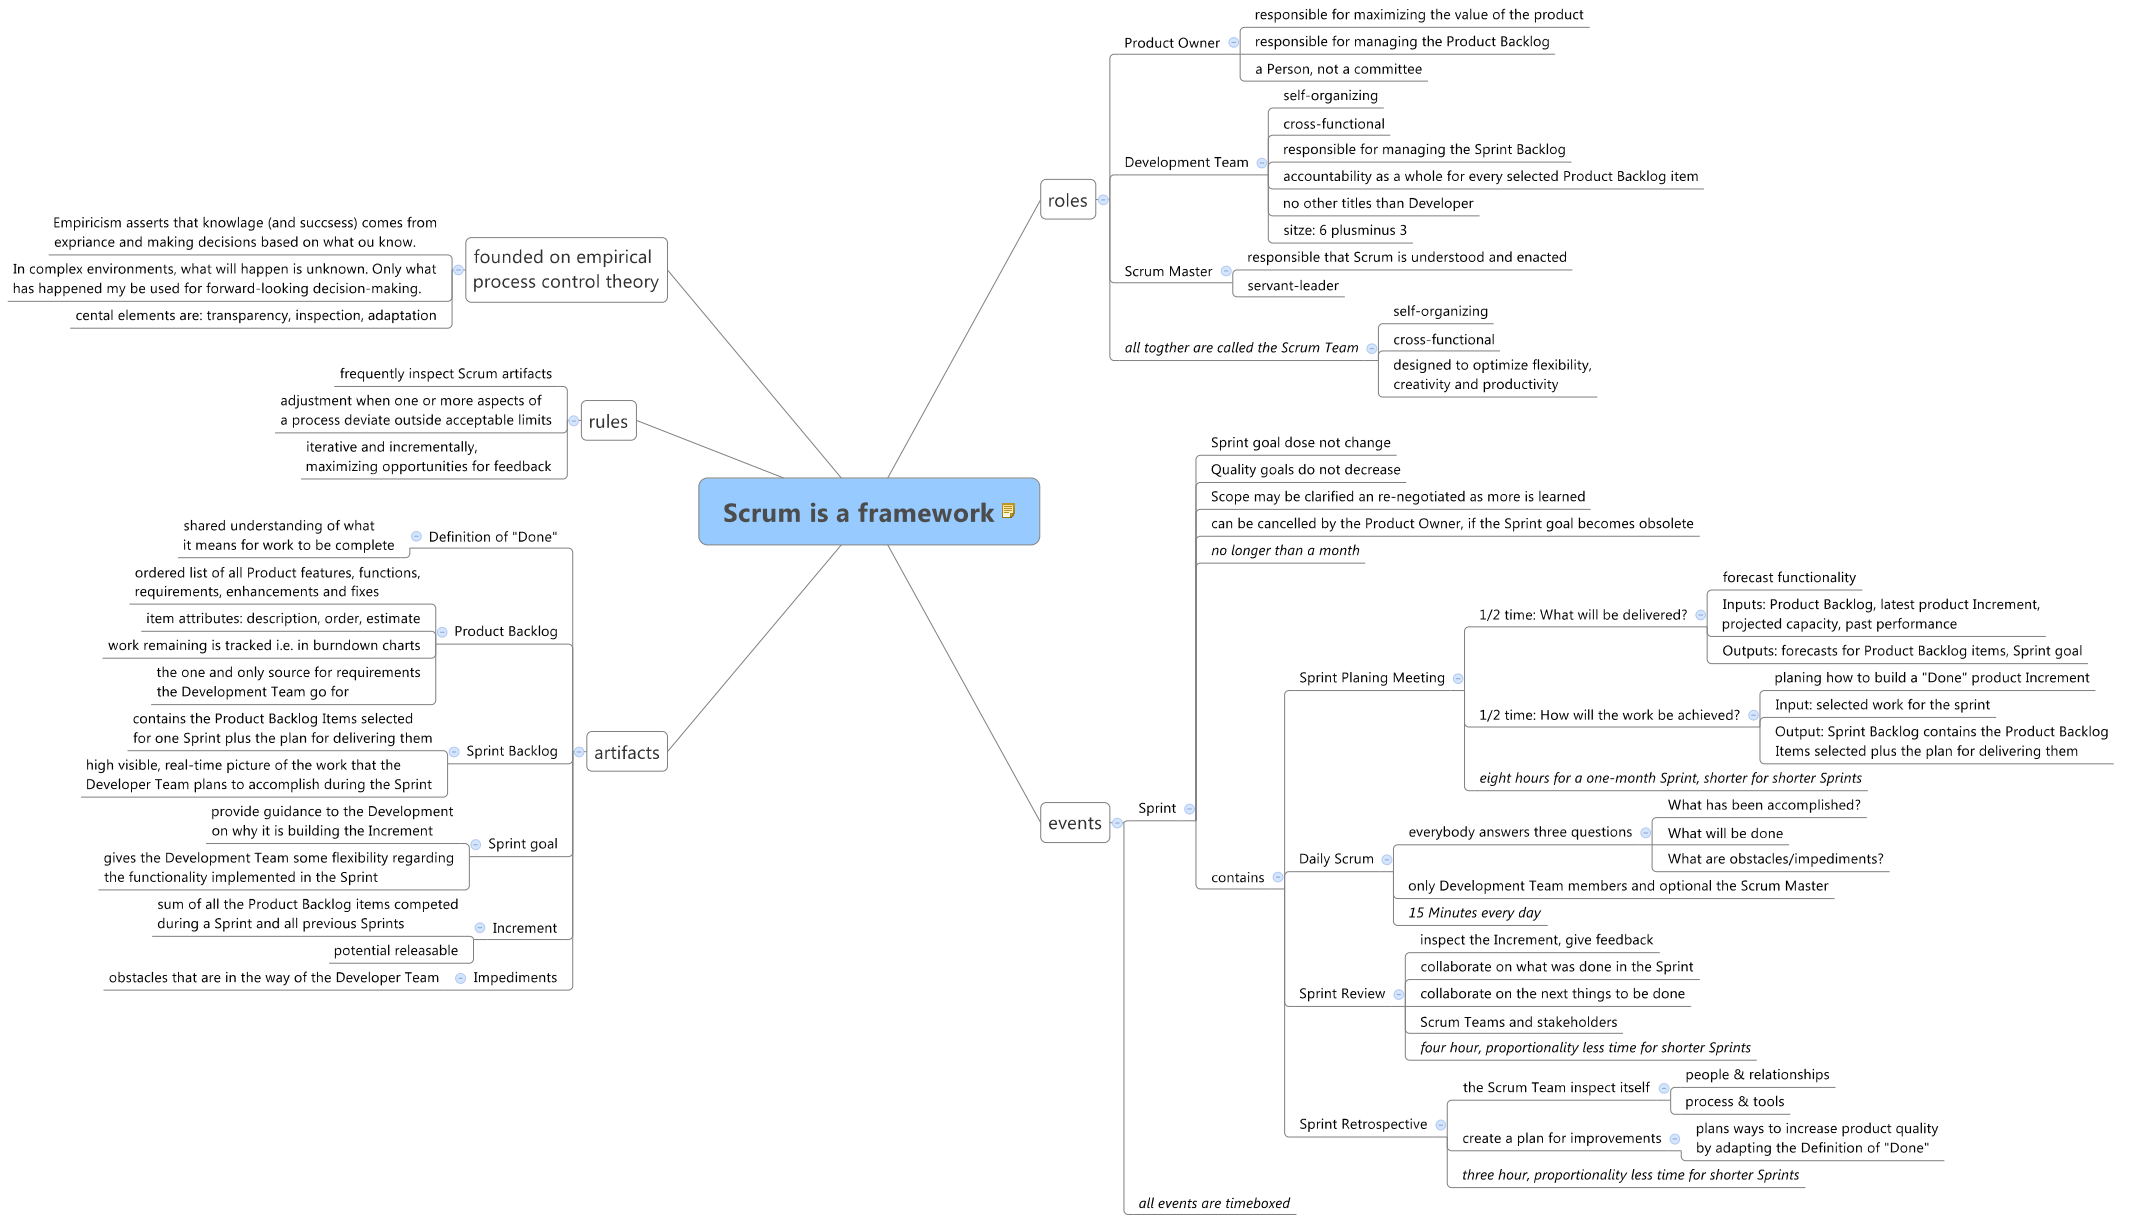 Scrum is a framework
roles
Product Owner
responsible for maximizing the value of the product
responsible for managing the Product Backlog
a Person, not a committee
Development Team
self-organizing
cross-functional
responsible for managing the Sprint Backlog
accountability as a whole for every selected Product Backlog item
no other titles than Developer
sitze: 6 plusminus 3
Scrum Master
responsible that Scrum is understood and enacted
servant-leader
all togther are called the Scrum Team
self-organizing
cross-functional
designed to optimize flexibility,
creativity and productivity
events
Sprint
Sprint goal dose not change
Quality goals do not decrease
Scope may be clarified an re-negotiated as more is learned
can be cancelled by the Product Owner, if the Sprint goal becomes obsolete
no longer than a month
contains
Sprint Planing Meeting
1/2 time: What will be delivered?
forecast functionality
Inputs: Product Backlog, latest product Increment,
projected capacity, past performance
Outputs: forecasts for Product Backlog items, Sprint goal
1/2 time: How will the work be achieved?
planing how to build a "Done" product Increment
Input: selected work for the sprint
Output: Sprint Backlog contains the Product Backlog
Items selected plus the plan for delivering them
eight hours for a one-month Sprint, shorter for shorter Sprints
Daily Scrum
everybody answers three questions
What has been accomplished?
What will be done
What are obstacles/impediments?
only Development Team members and optional the Scrum Master
15 Minutes every day
Sprint Review
inspect the Increment, give feedback
collaborate on what was done in the Sprint
collaborate on the next things to be done
Scrum Teams and stakeholders
four hour, proportionality less time for shorter Sprints
Sprint Retrospective
the Scrum Team inspect itself
people & relationships
process & tools
create a plan for improvements
plans ways to increase product quality
by adapting the Definition of "Done"
three hour, proportionality less time for shorter Sprints
all events are timeboxed
founded on empirical
process control theory
Empiricism asserts that knowlage (and succsess) comes from
expriance and making decisions based on what ou know.
In complex environments, what will happen is unknown. Only what
has happened my be used for forward-looking decision-making.
cental elements are: transparency, inspection, adaptation
rules
frequently inspect Scrum artifacts
adjustment when one or more aspects of
a process deviate outside acceptable limits
iterative and incrementally,
maximizing opportunities for feedback
artifacts
Definition of "Done"
shared understanding of what
it means for work to be complete
Product Backlog
ordered list of all Product features, functions,
requirements, enhancements and fixes
item attributes: description, order, estimate
work remaining is tracked i.e. in burndown charts
the one and only source for requirements
the Development Team go for
Sprint Backlog
contains the Product Backlog Items selected
for one Sprint plus the plan for delivering them
high visible, real-time picture of the work that the
Developer Team plans to accomplish during the Sprint
Sprint goal
provide guidance to the Development
on why it is building the Increment
gives the Development Team some flexibility regarding
the functionality implemented in the Sprint
Increment
sum of all the Product Backlog items competed
during a Sprint and all previous Sprints
potential releasable
Impediments
obstacles that are in the way of the Developer Team